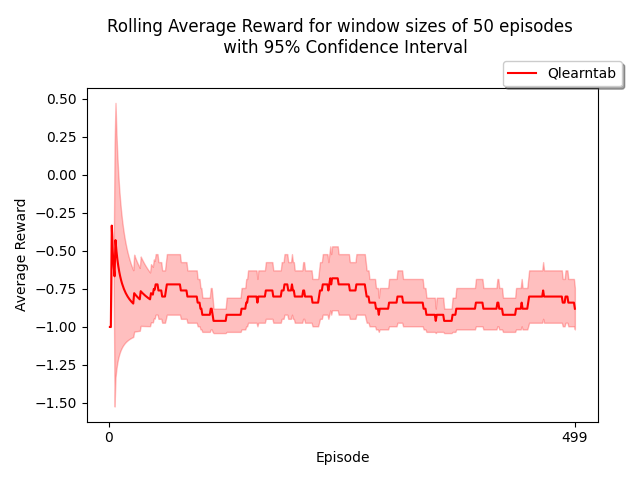 Rolling Average Reward for window sizes of 50 episodes
with 95% Confidence Interval
Qlearntab
0.50
0.25
0.00
−0.25
−0.50
−0.75
−1.00
−1.25
−1.50
Average Reward
0
499
Episode